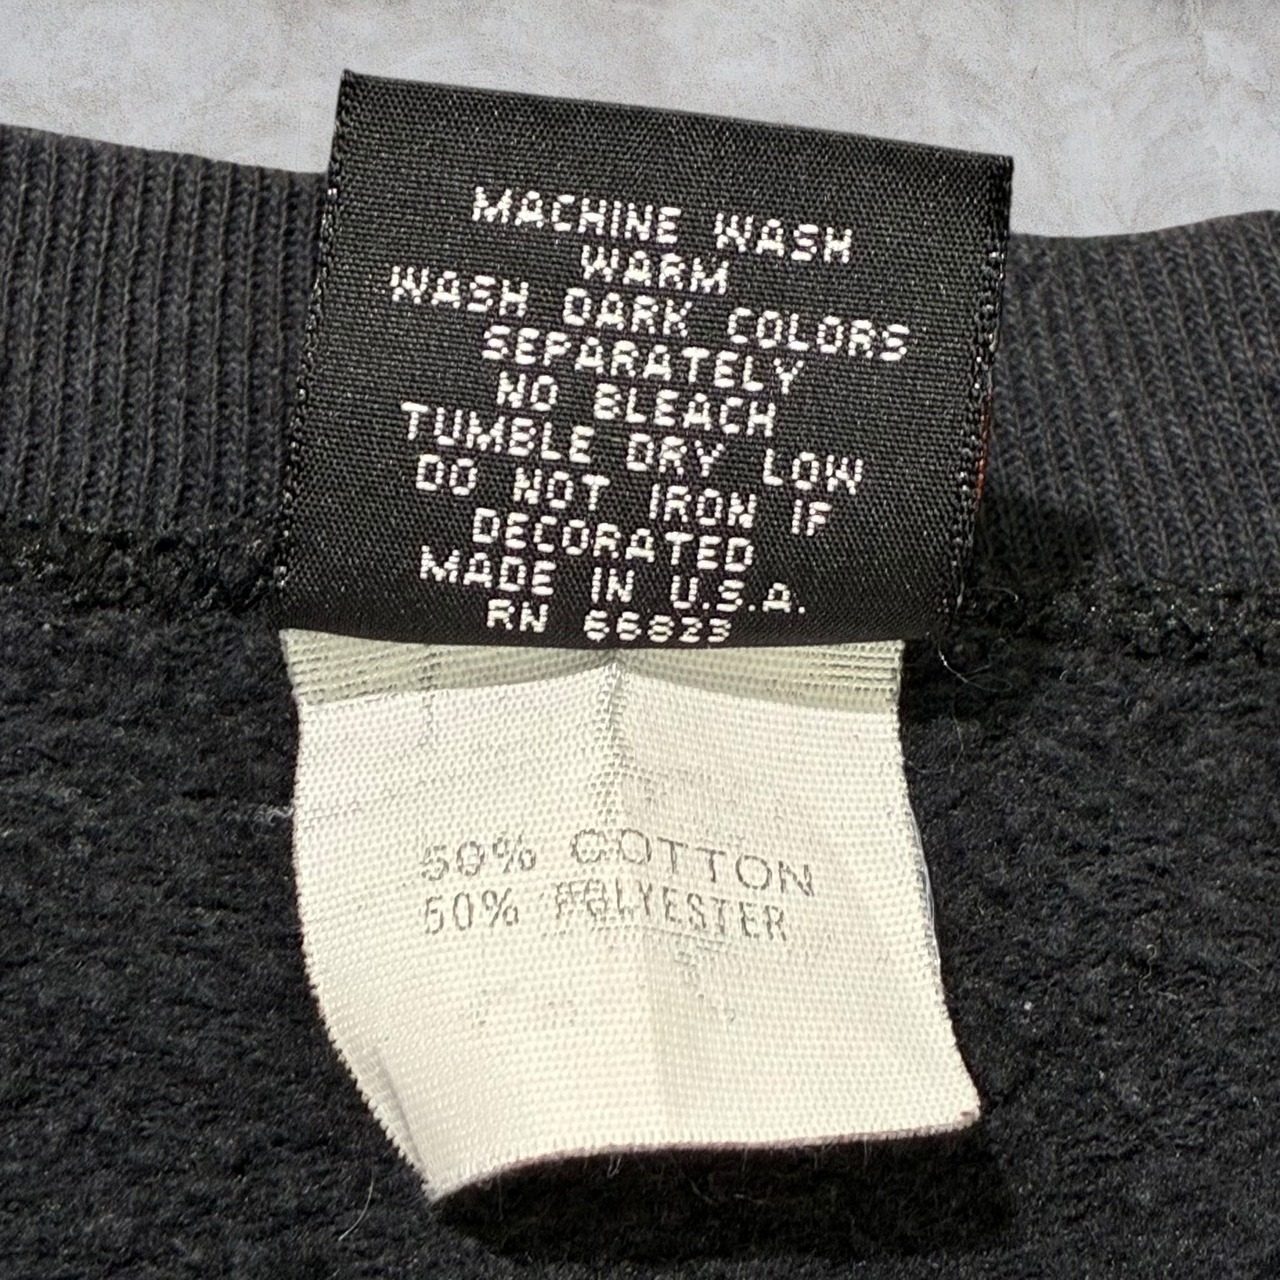 MACHINE WASH
WARM
WASH DARK COLORS
SEPARATELY
NO BLEACH
TUMBLE DRY LOW
DO NOT IRON IF
DECORATED
MADE IN U.S.A.
RN 66823
50% COTTON
50% POLYESTER